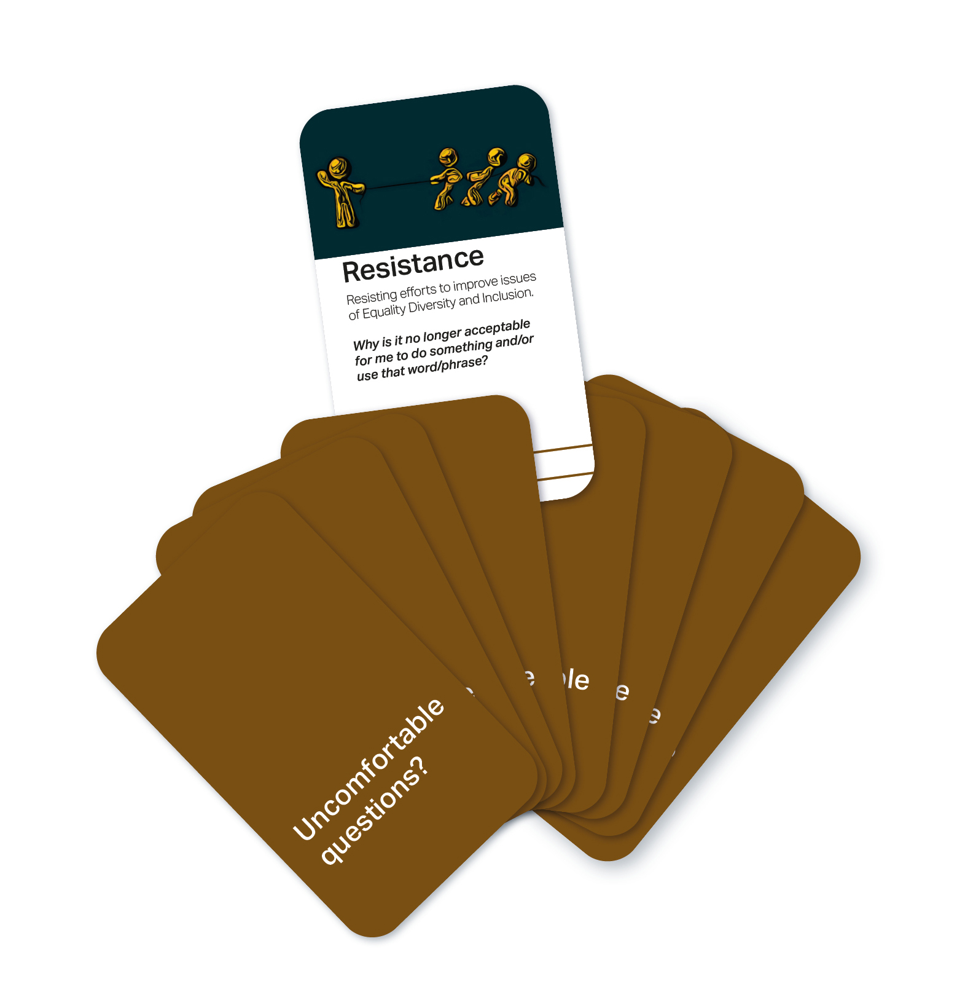 Resistance
Resisting efforts to improve issues
of Equality Diversity and Inclusion.
Why is it no longer acceptable
for me to do something and/or
use that word/phrase?
Uncomfortable
questions?